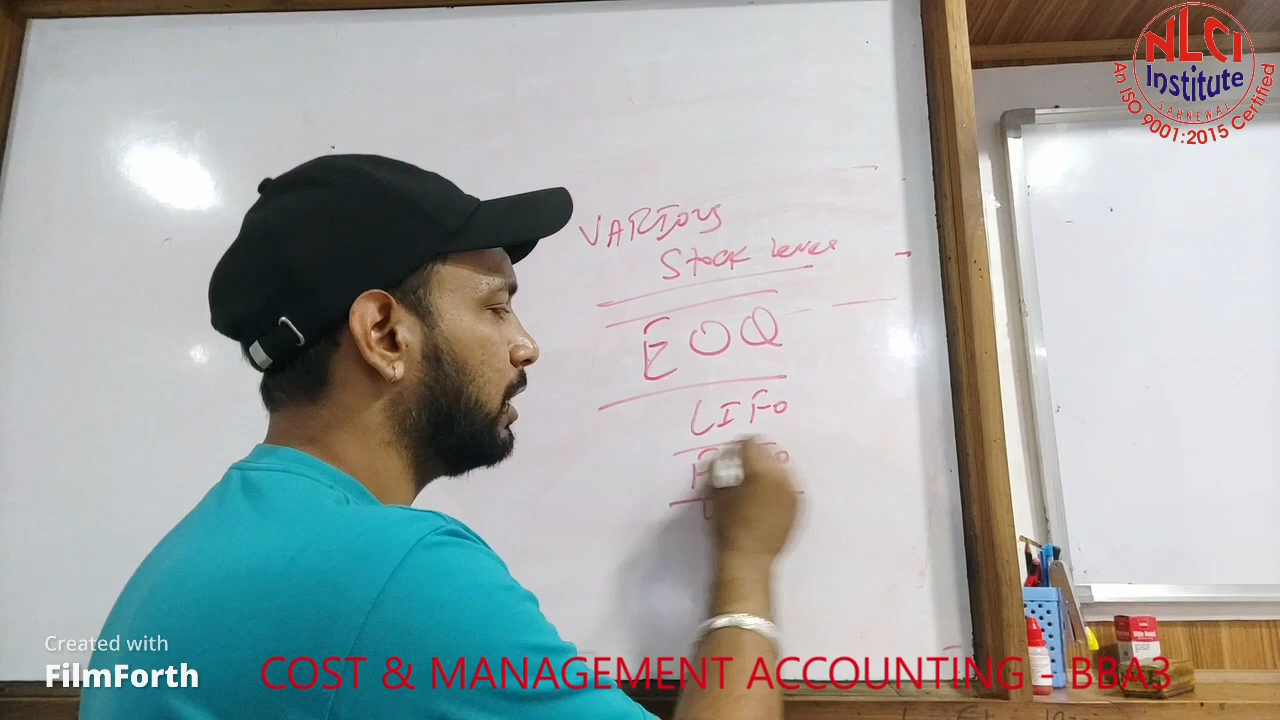 NLCI
Institute
SAHNEWAL
An ISO 9001:2015 Certified
VARIOUS
Stock level
EOQ
LIFO
Created with
FilmForth
COST & MANAGEMENT ACCOUNTING - BBA3